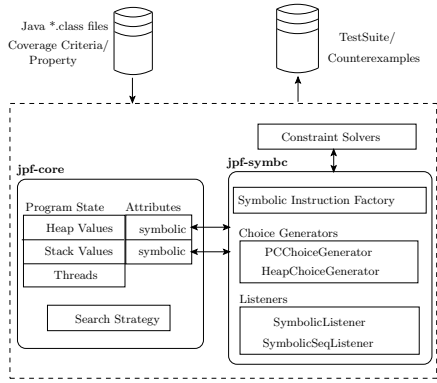 Java *.class files
Coverage Criteria/
Property
TestSuite/
Counterexamples
Constraint Solvers
jpf-core
jpf-symbc
Program State
Attributes
Heap Values
symbolic
Stack Values
symbolic
Threads
Search Strategy
Symbolic Instruction Factory
Choice Generators
PCChoiceGenerator
HeapChoiceGenerator
Listeners
SymbolicListener
SymbolicSeqListener